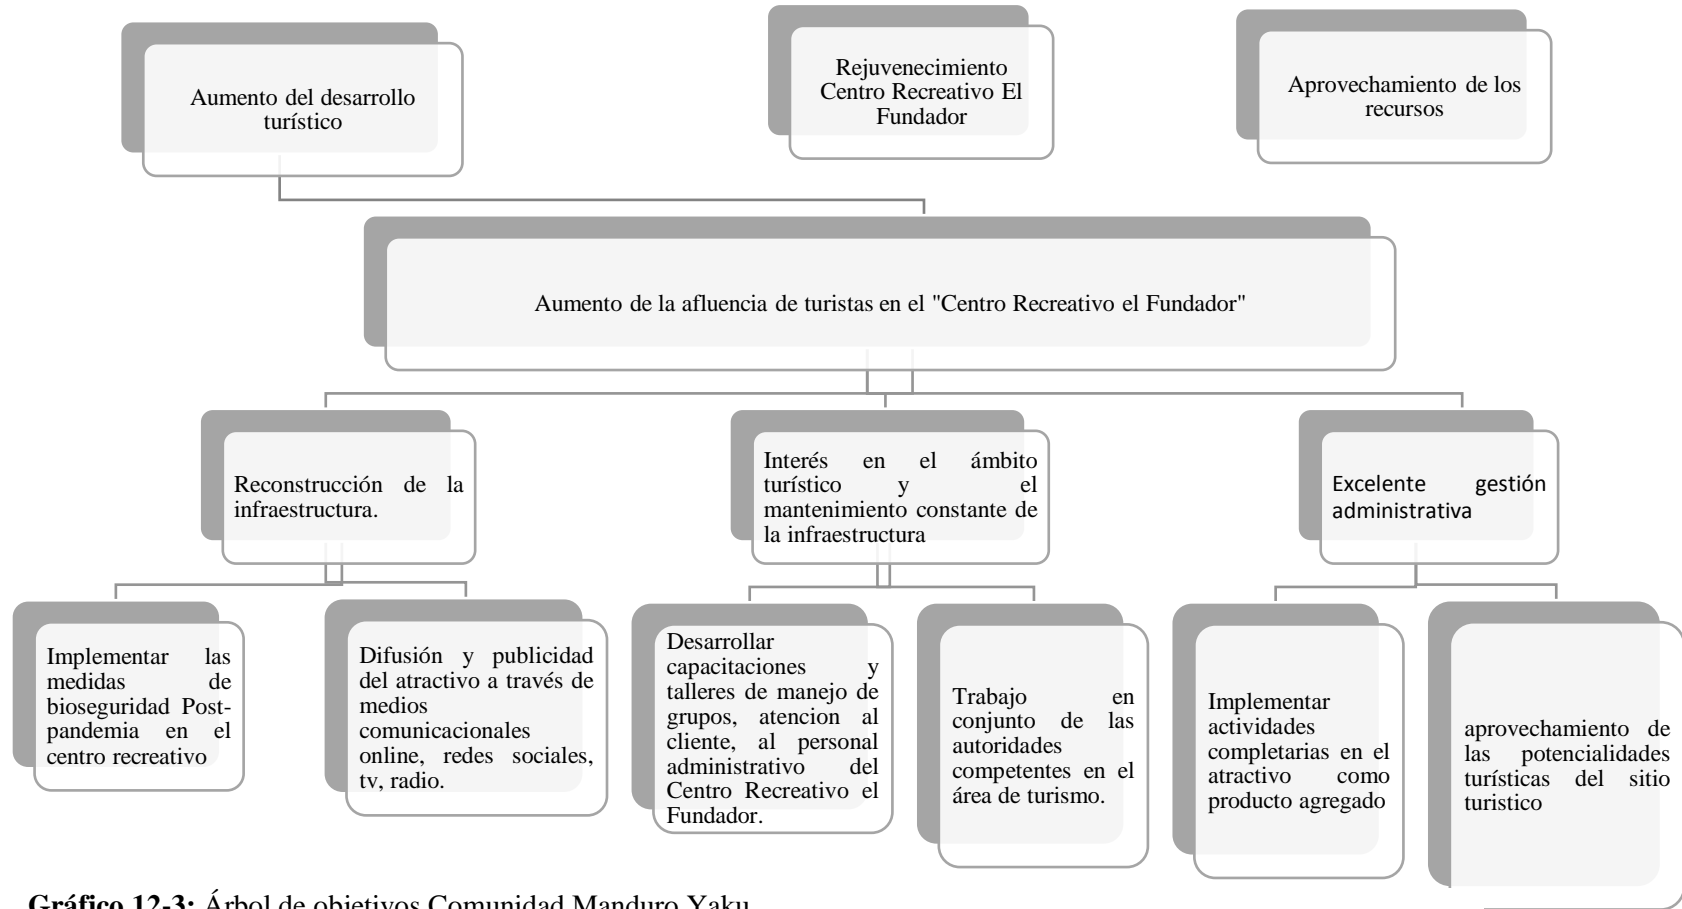 Aumento del desarrollo
turístico
Rejuvenecimiento
Centro Recreativo El
Fundador
Aprovechamiento de los
recursos
Aumento de la afluencia de turistas en el "Centro Recreativo el Fundador"
Reconstrucción de la
infraestructura.
Interés en el ámbito
turístico y el
mantenimiento constante de
la infraestructura
Excelente gestión
administrativa
Implementar las
medidas de
bioseguridad Post-
pandemia en el
centro recreativo
Difusión y publicidad
del atractivo a través de
medios
comunicacionales
online, redes sociales,
tv, radio.
Desarrollar
capacitaciones y
talleres de manejo de
grupos, atencion al
cliente, al personal
administrativo del
Centro Recreativo el
Fundador.
Trabajo en
conjunto de las
autoridades
competentes en el
área de turismo.
Implementar
actividades
completarias en el
atractivo como
producto agregado
aprovechamiento de
las potencialidades
turísticas del sitio
turistico
Gráfico 12-3: Árbol de objetivos Comunidad Manduro Yaku